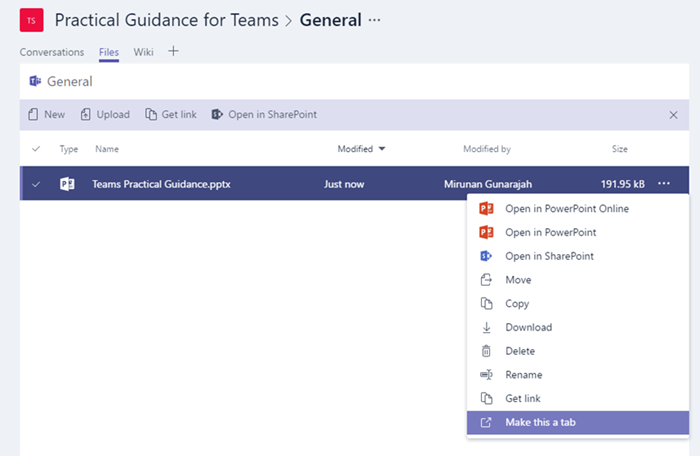 TS Practical Guidance for Teams > General ···
Conversations Files Wiki +
General
New Upload Get link Open in SharePoint
Type Name Modified Modified by Size
Teams Practical Guidance.pptx Just now Mirunan Gunarajah 191.95 kB ···
Open in PowerPoint Online
Open in PowerPoint
Open in SharePoint
Move
Copy
Download
Delete
Rename
Get link
Make this a tab